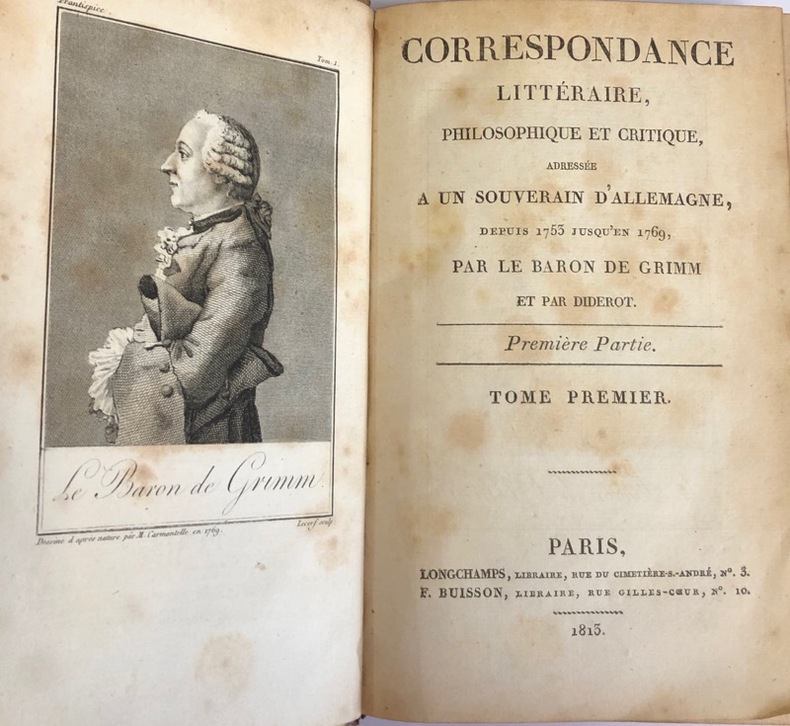 Frontispice.
Tom. 1.
Le Baron de Grimm.
Dessiné d'après nature par M. Carmontelle en 1769.
Lecerf sculp.
CORRESPONDANCE
LITTÉRAIRE,
PHILOSOPHIQUE ET CRITIQUE,
ADRESSÉE
A UN SOUVERAIN D'ALLEMAGNE,
DEPUIS 1753 JUSQU'EN 1769,
PAR LE BARON DE GRIMM
ET PAR DIDEROT.
Première Partie.
TOME PREMIER.
PARIS,
LONGCHAMPS, LIBRAIRE, RUE DU CIMETIÈRE-S.-ANDRÉ, N°. 3.
F. BUISSON, LIBRAIRE, RUE GILLES-CŒUR, N°. 10.
1813.